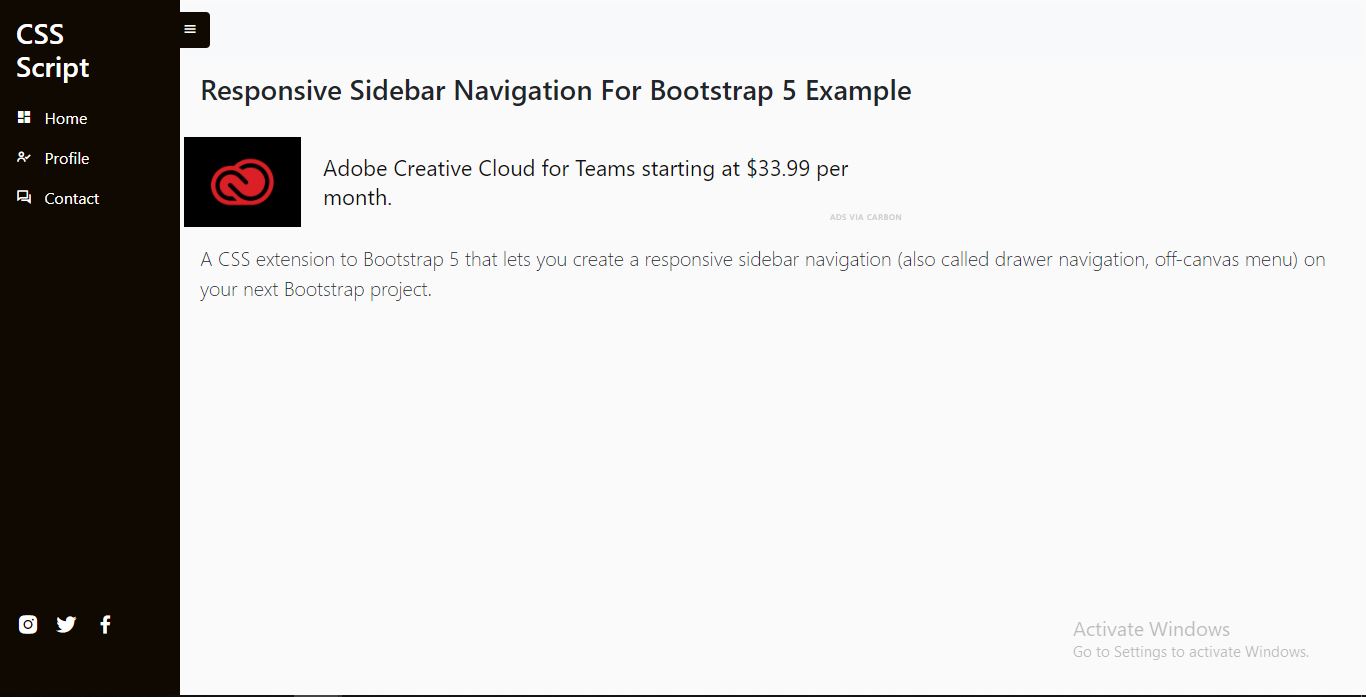 CSS
Script
Home
Profile
Contact
Responsive Sidebar Navigation For Bootstrap 5 Example
Adobe Creative Cloud for Teams starting at $33.99 per
month.
ADS VIA CARBON
A CSS extension to Bootstrap 5 that lets you create a responsive sidebar navigation (also called drawer navigation, off-canvas menu) on
your next Bootstrap project.
Activate Windows
Go to Settings to activate Windows.